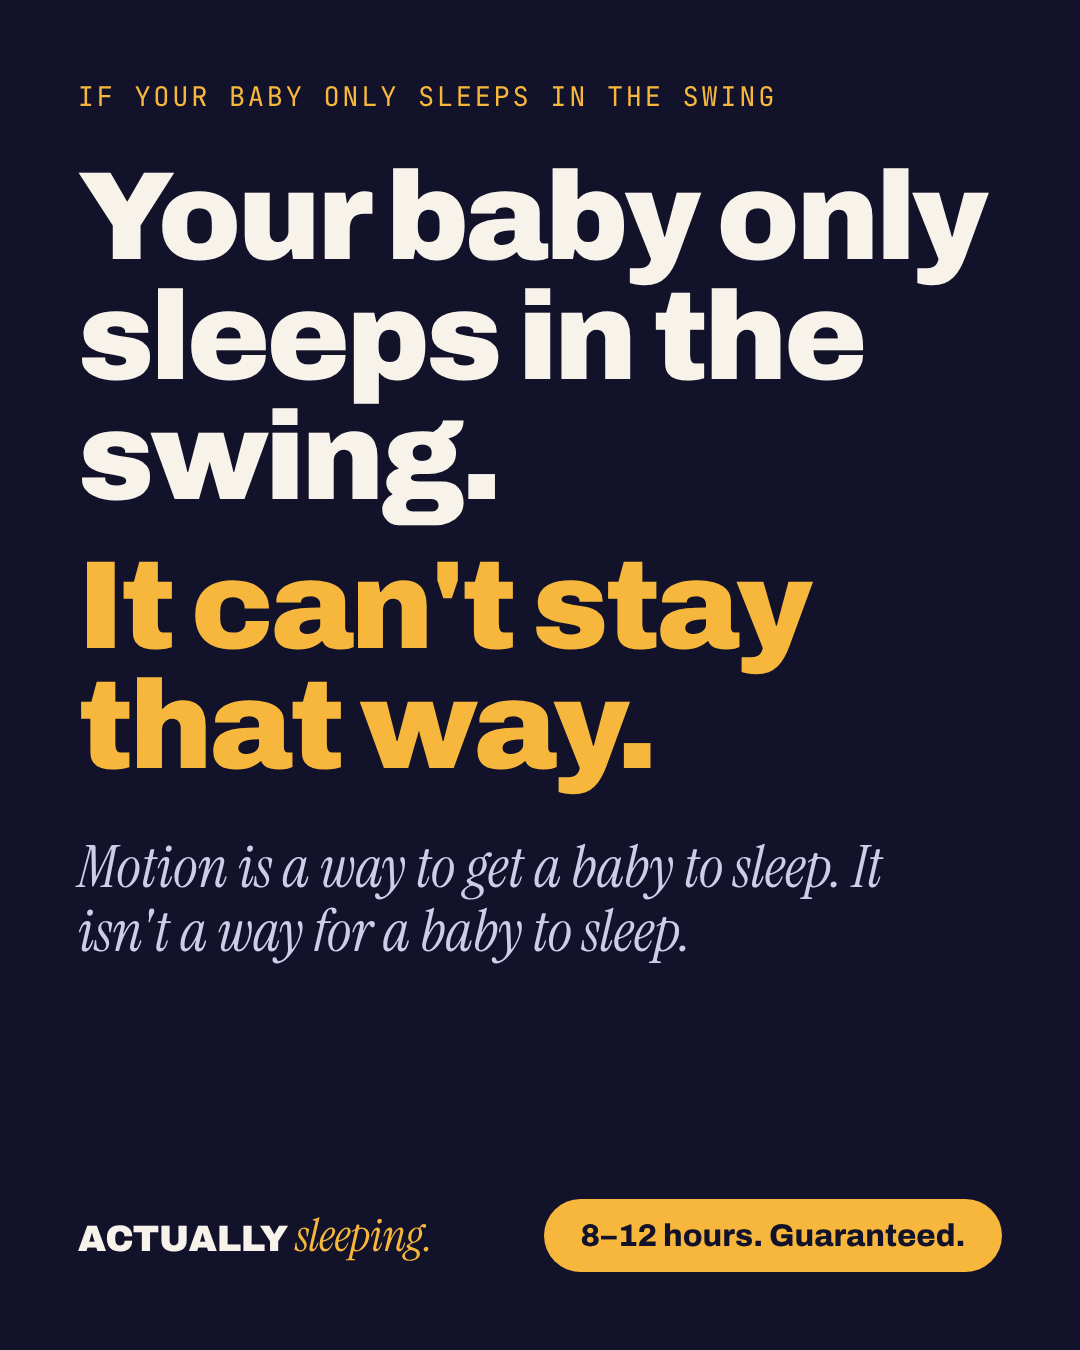 IF YOUR BABY ONLY SLEEPS IN THE SWING
Your baby only
sleeps in the
swing.
It can't stay
that way.
Motion is a way to get a baby to sleep. It
isn't a way for a baby to sleep.
ACTUALLY sleeping.
8–12 hours. Guaranteed.